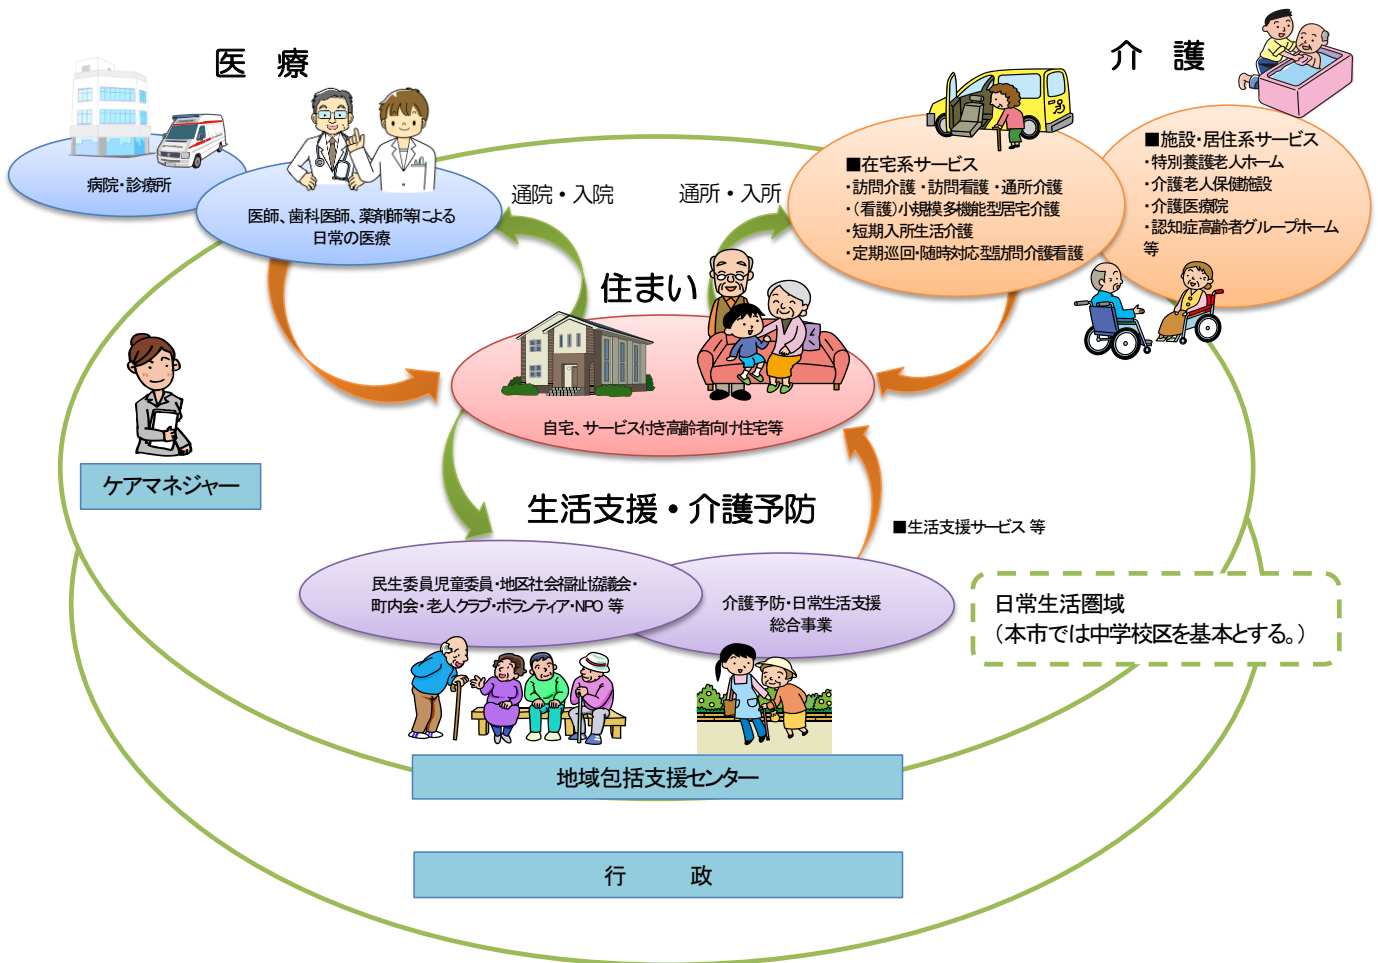 医　療
介　護
病院・診療所
医師、歯科医師、薬剤師等による
日常の医療
通院・入院
通所・入所
■在宅系サービス
・訪問介護・訪問看護・通所介護
・（看護）小規模多機能型居宅介護
・短期入所生活介護
・定期巡回・随時対応型訪問介護看護
■施設・居住系サービス
・特別養護老人ホーム
・介護老人保健施設
・介護医療院
・認知症高齢者グループホーム
等
住まい
自宅、サービス付き高齢者向け住宅等
ケアマネジャー
生活支援・介護予防
■生活支援サービス 等
民生委員児童委員・地区社会福祉協議会・
町内会・老人クラブ・ボランティア・NPO 等
介護予防・日常生活支援
総合事業
日常生活圏域
（本市では中学校区を基本とする。）
地域包括支援センター
行　　　政